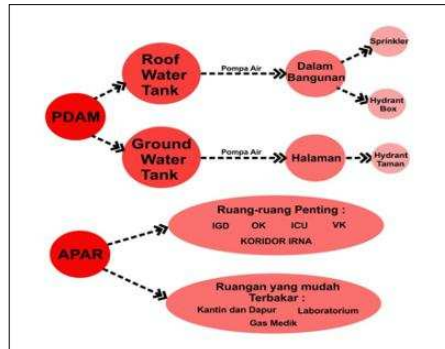 PDAM
Roof
Water
Tank
Pompa Air
Dalam
Bangunan
Sprinkler
Hydrant
Box
Ground
Water
Tank
Pompa Air
Halaman
Hydrant
Taman
APAR
Ruang-ruang Penting :
IGD OK ICU VK
KORIDOR IRNA
Ruangan yang mudah
Terbakar :
Kantin dan Dapur Laboratorium
Gas Medik